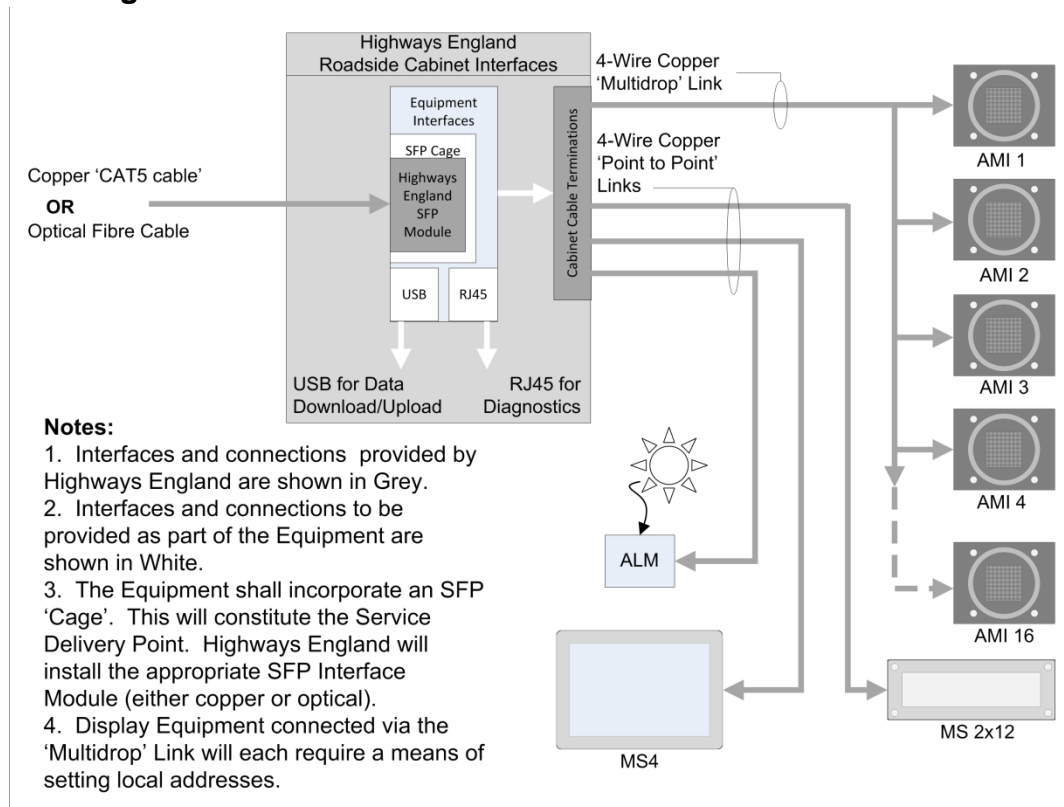 Highways England
Roadside Cabinet Interfaces
Equipment
Interfaces
SFP Cage
Highways
England
SFP
Module
USB
RJ45
Cabinet Cable Terminations
USB for Data
Download/Upload
RJ45 for
Diagnostics
Copper ‘CAT5 cable’
OR
Optical Fibre Cable
4-Wire Copper
‘Multidrop’ Link
4-Wire Copper
‘Point to Point’
Links
AMI 1
AMI 2
AMI 3
AMI 4
AMI 16
ALM
MS4
MS 2x12
Notes:
1. Interfaces and connections provided by
Highways England are shown in Grey.
2. Interfaces and connections to be
provided as part of the Equipment are
shown in White.
3. The Equipment shall incorporate an SFP
‘Cage’. This will constitute the Service
Delivery Point. Highways England will
install the appropriate SFP Interface
Module (either copper or optical).
4. Display Equipment connected via the
‘Multidrop’ Link will each require a means of
setting local addresses.